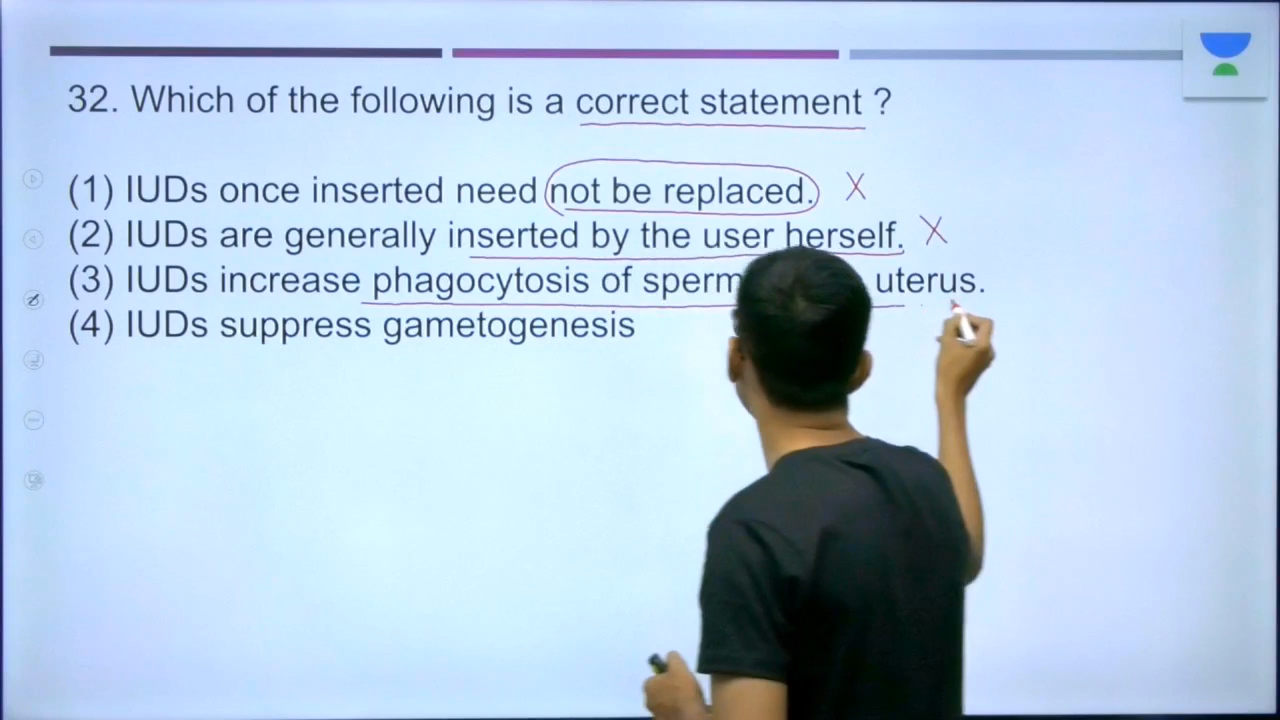 32. Which of the following is a correct statement ?
(1) IUDs once inserted need not be replaced. X
(2) IUDs are generally inserted by the user herself. X
(3) IUDs increase phagocytosis of sperm uterus.
(4) IUDs suppress gametogenesis